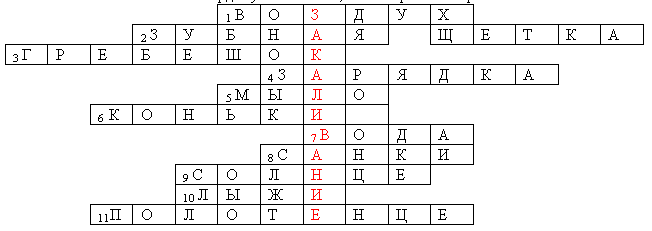 1В О З Д У Х
2З У Б Н А Я Щ Е Т К А
3Г Р Е Б Е Ш О К
4З А Р Я Д К А
5М Ы Л О
6К О Н Ь К И
7В О Д А
8С А Н К И
9С О Л Н Ц Е
10Л Ы Ж И
11П О Л О Т Е Н Ц Е